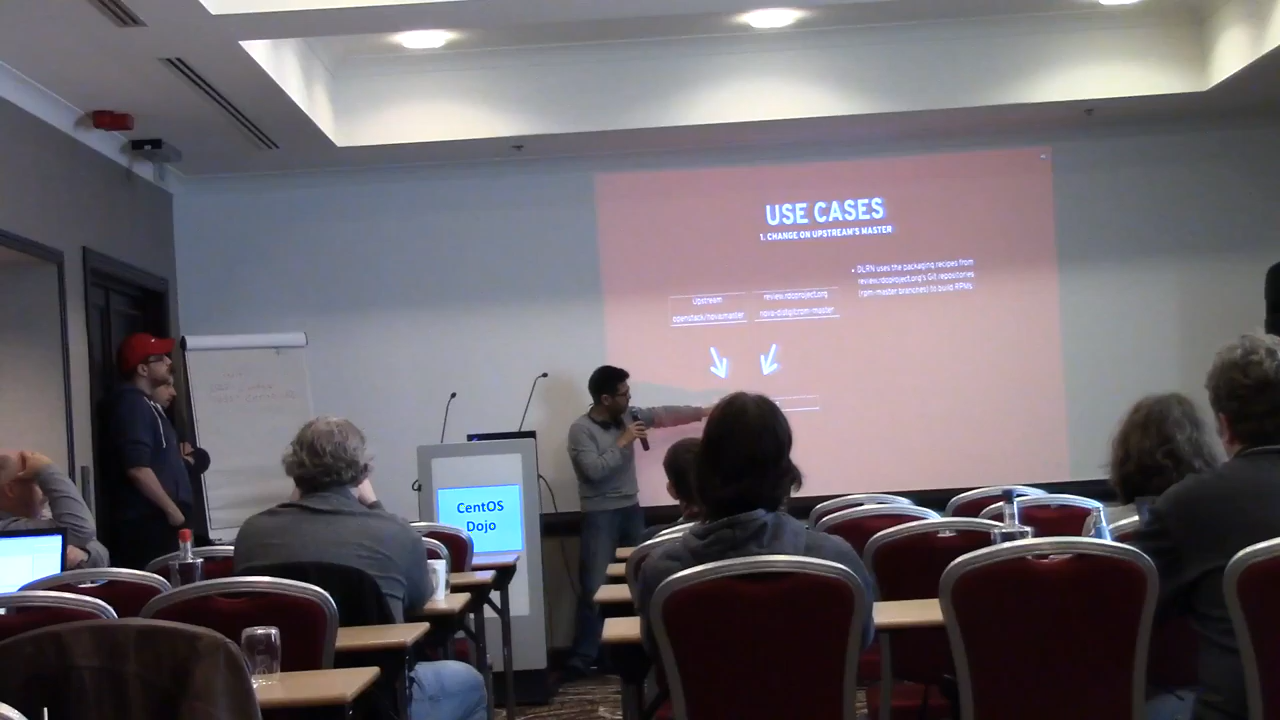 USE CASES
1. CHANGE ON UPSTREAM'S MASTER
• DLRN uses the packaging recipes from
review.rdoproject.org's Git repositories
(rpm-master branches) to build RPMs
Upstream
openstack/nova:master
review.rdoproject.org
nova-distgit:rpm-master
CentOS
Dojo